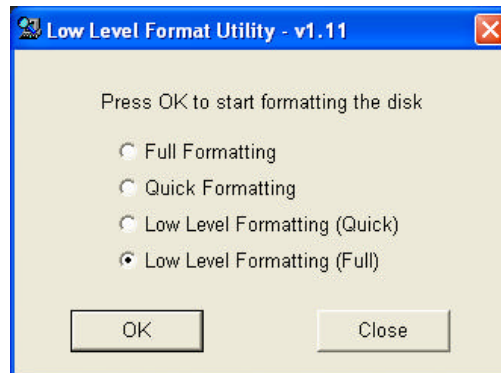 Low Level Format Utility - v1.11
Press OK to start formatting the disk
Full Formatting
Quick Formatting
Low Level Formatting (Quick)
Low Level Formatting (Full)
OK
Close